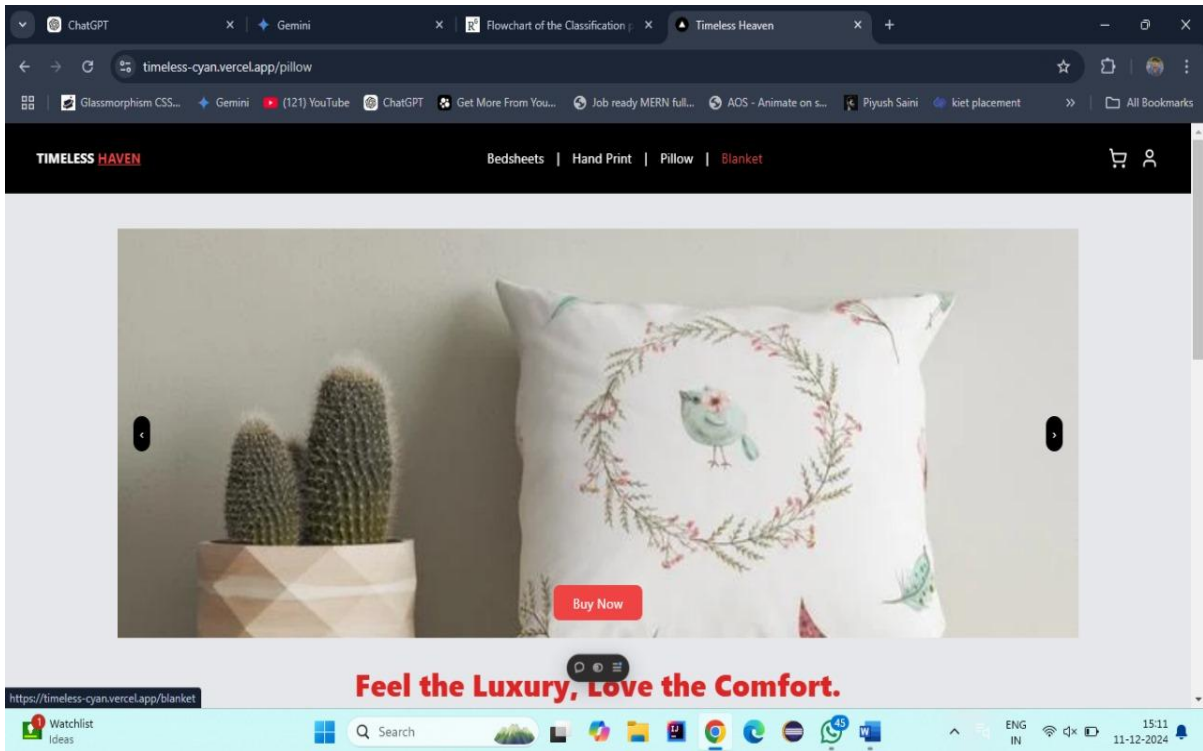 ChatGPT
Gemini
Flowchart of the Classification p
Timeless Heaven
timeless-cyan.vercel.app/pillow
Glassmorphism CSS...
Gemini
(121) YouTube
ChatGPT
Get More From You...
Job ready MERN full...
AOS - Animate on s...
Piyush Saini
kiet placement
All Bookmarks
TIMELESS HAVEN
Bedsheets | Hand Print | Pillow | Blanket
Buy Now
Feel the Luxury, Love the Comfort.
https://timeless-cyan.vercel.app/blanket
1
Watchlist
Ideas
Search
45
ENG
IN
15:11
11-12-2024